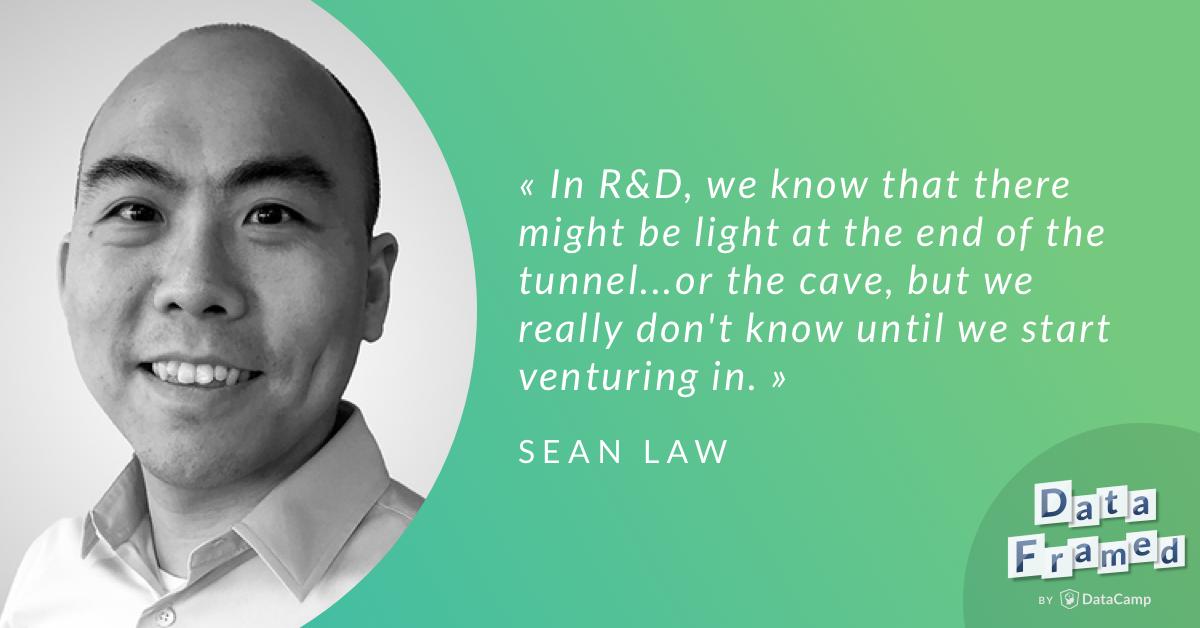 « In R&D, we know that there
might be light at the end of the
tunnel...or the cave, but we
really don't know until we start
venturing in. »
SEAN LAW
Data
Framed
BY DataCamp